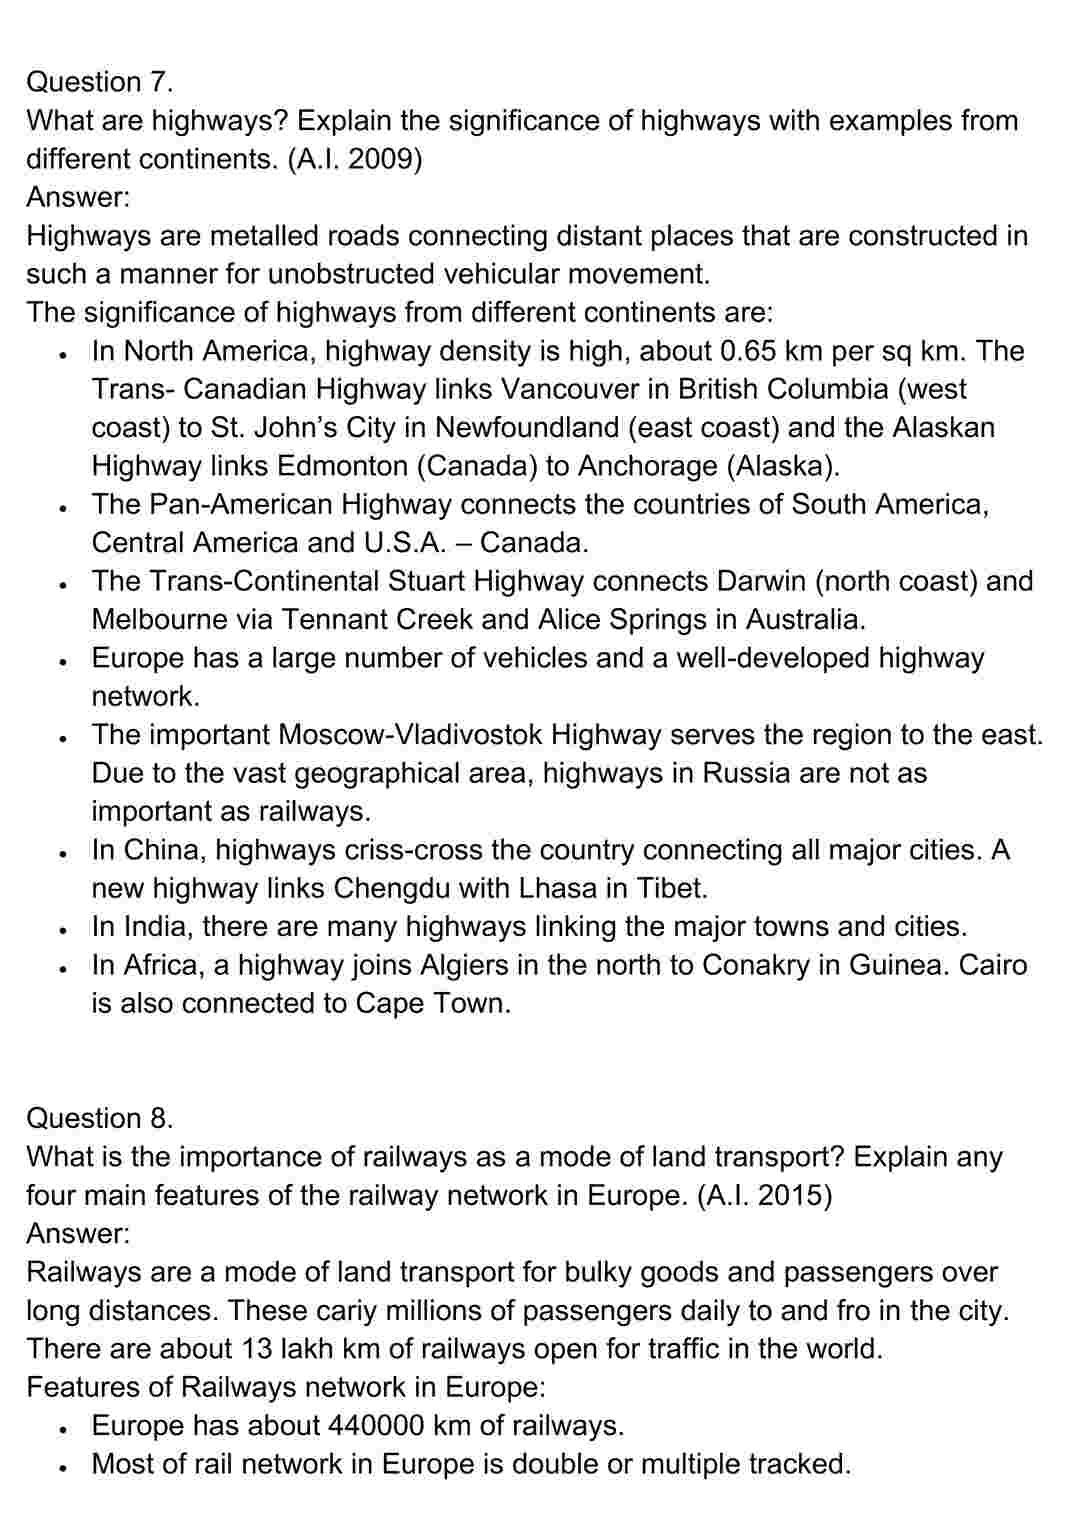 Question 7.
What are highways? Explain the significance of highways with examples from
different continents. (A.I. 2009)
Answer:
Highways are metalled roads connecting distant places that are constructed in
such a manner for unobstructed vehicular movement.
The significance of highways from different continents are:
• In North America, highway density is high, about 0.65 km per sq km. The
Trans- Canadian Highway links Vancouver in British Columbia (west
coast) to St. John’s City in Newfoundland (east coast) and the Alaskan
Highway links Edmonton (Canada) to Anchorage (Alaska).
• The Pan-American Highway connects the countries of South America,
Central America and U.S.A. – Canada.
• The Trans-Continental Stuart Highway connects Darwin (north coast) and
Melbourne via Tennant Creek and Alice Springs in Australia.
• Europe has a large number of vehicles and a well-developed highway
network.
• The important Moscow-Vladivostok Highway serves the region to the east.
Due to the vast geographical area, highways in Russia are not as
important as railways.
• In China, highways criss-cross the country connecting all major cities. A
new highway links Chengdu with Lhasa in Tibet.
• In India, there are many highways linking the major towns and cities.
• In Africa, a highway joins Algiers in the north to Conakry in Guinea. Cairo
is also connected to Cape Town.
Question 8.
What is the importance of railways as a mode of land transport? Explain any
four main features of the railway network in Europe. (A.I. 2015)
Answer:
Railways are a mode of land transport for bulky goods and passengers over
long distances. These cariy millions of passengers daily to and fro in the city.
There are about 13 lakh km of railways open for traffic in the world.
Features of Railways network in Europe:
• Europe has about 440000 km of railways.
• Most of rail network in Europe is double or multiple tracked.